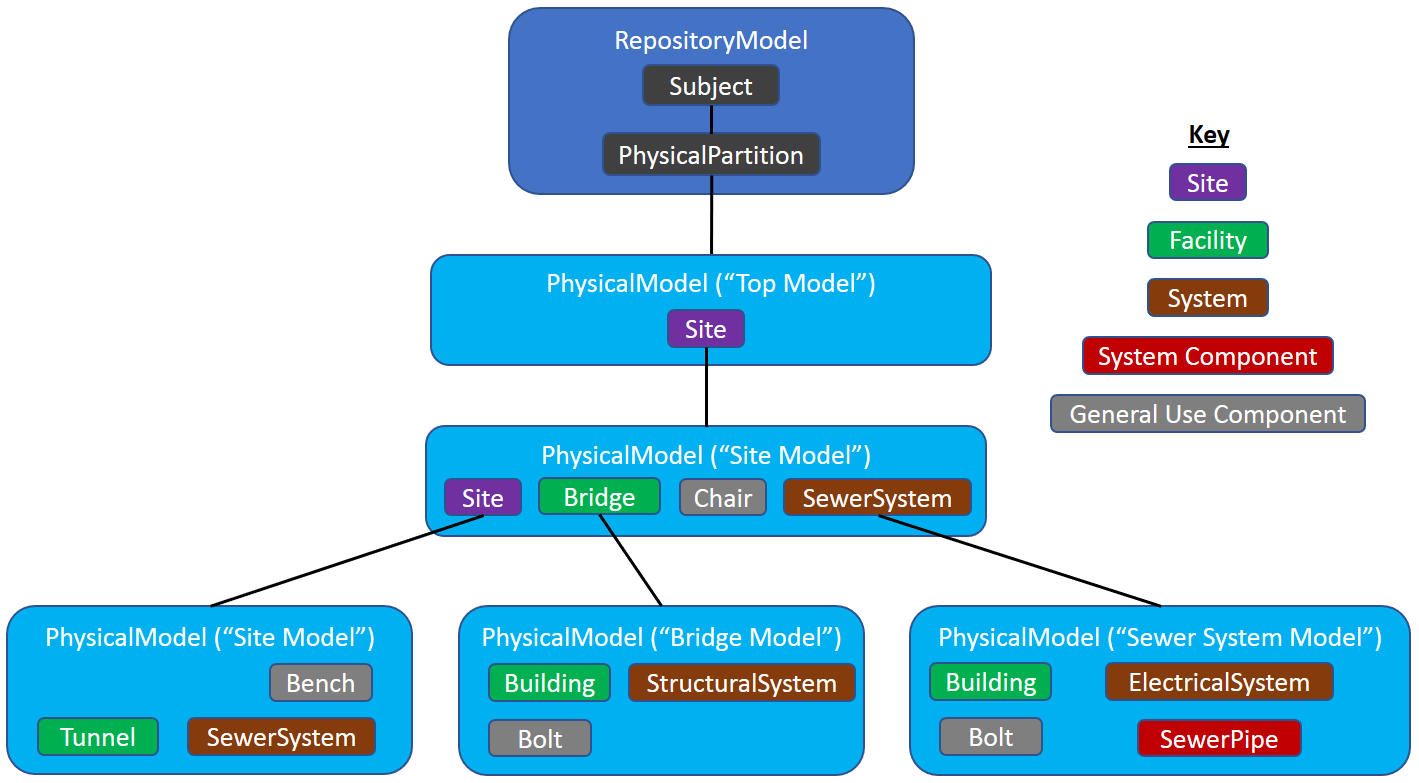 RepositoryModel
Subject
PhysicalPartition
Key
Site
Facility
System
System Component
General Use Component
PhysicalModel (“Top Model”)
Site
PhysicalModel (“Site Model”)
Site
Bridge
Chair
SewerSystem
PhysicalModel (“Site Model”)
Bench
Tunnel
SewerSystem
PhysicalModel (“Bridge Model”)
Building
StructuralSystem
Bolt
PhysicalModel (“Sewer System Model”)
Building
ElectricalSystem
Bolt
SewerPipe